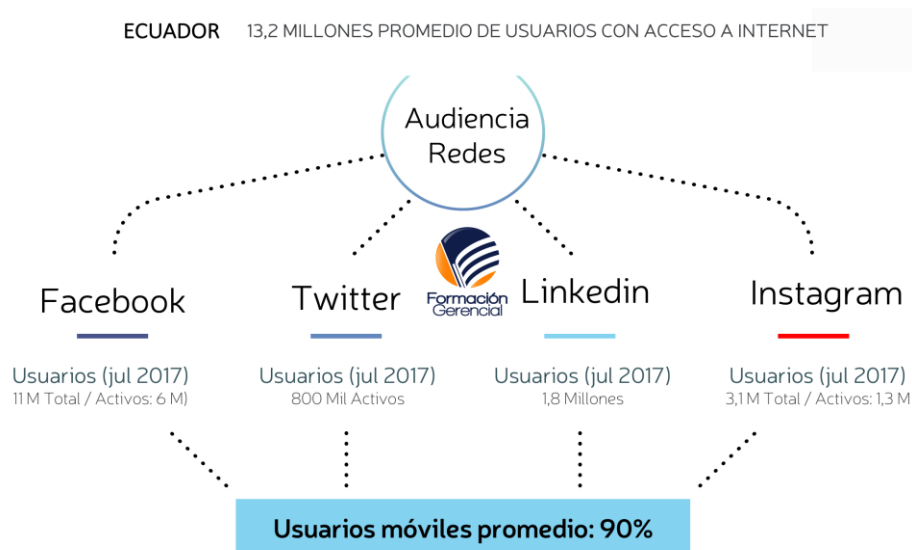 ECUADOR 13,2 MILLONES PROMEDIO DE USUARIOS CON ACCESO A INTERNET
Audiencia
Redes
Formación
Gerencial
Facebook
Usuarios (jul 2017)
11 M Total / Activos: 6 M)
Twitter
Usuarios (jul 2017)
800 Mil Activos
Linkedin
Usuarios (jul 2017)
1,8 Millones
Instagram
Usuarios (jul 2017)
3,1 M Total / Activos: 1,3 M
Usuarios móviles promedio: 90%